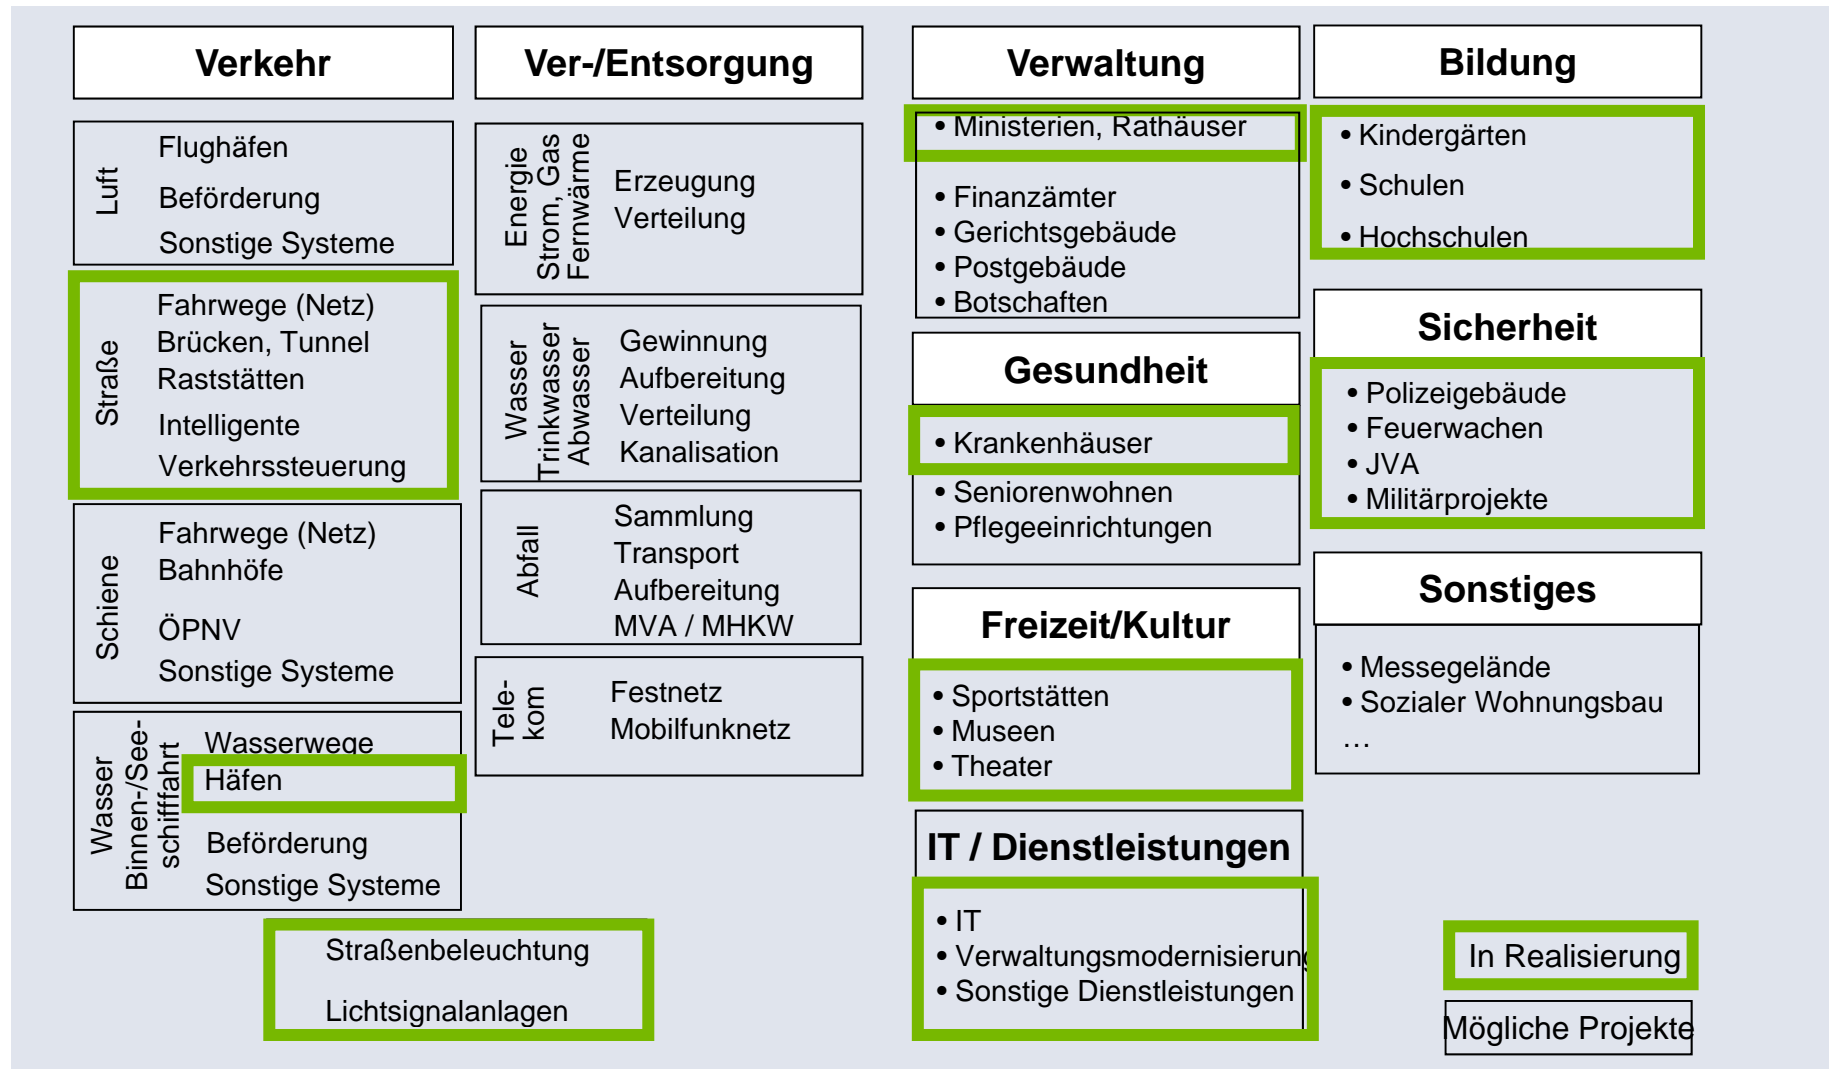 Verkehr
Luft
Flughäfen
Beförderung
Sonstige Systeme
Straße
Fahrwege (Netz)
Brücken, Tunnel
Raststätten
Intelligente
Verkehrssteuerung
Schiene
Fahrwege (Netz)
Bahnhöfe
ÖPNV
Sonstige Systeme
Wasser
Binnen-/See-
schifffahrt
Wasserwege
Häfen
Beförderung
Sonstige Systeme
Straßenbeleuchtung
Lichtsignalanlagen
Ver-/Entsorgung
Energie
Strom, Gas
Fernwärme
Erzeugung
Verteilung
Wasser
Trinkwasser
Abwasser
Gewinnung
Aufbereitung
Verteilung
Kanalisation
Abfall
Sammlung
Transport
Aufbereitung
MVA / MHKW
Tele-
kom
Festnetz
Mobilfunknetz
Verwaltung
• Ministerien, Rathäuser
• Finanzämter
• Gerichtsgebäude
• Postgebäude
• Botschaften
Gesundheit
• Krankenhäuser
• Seniorenwohnen
• Pflegeeinrichtungen
Freizeit/Kultur
• Sportstätten
• Museen
• Theater
IT / Dienstleistungen
• IT
• Verwaltungsmodernisierung
• Sonstige Dienstleistungen
Bildung
• Kindergärten
• Schulen
• Hochschulen
Sicherheit
• Polizeigebäude
• Feuerwachen
• JVA
• Militärprojekte
Sonstiges
• Messegelände
• Sozialer Wohnungsbau
…
In Realisierung
Mögliche Projekte